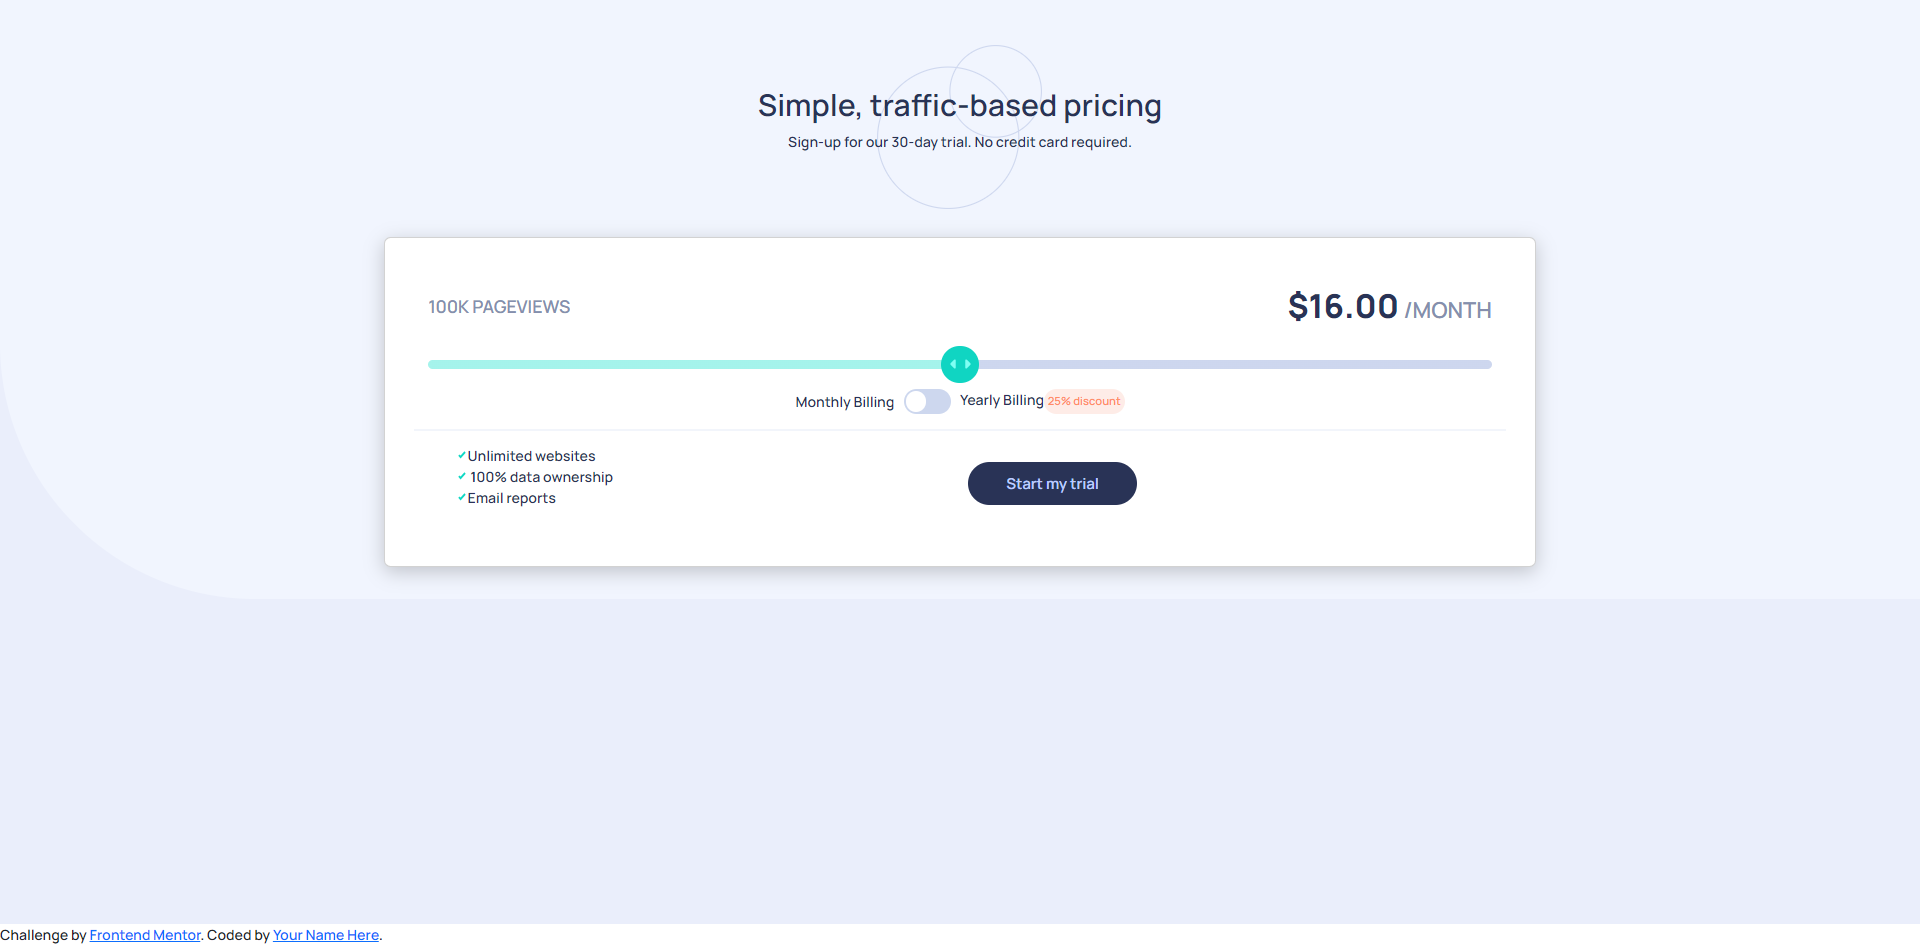 Simple, traffic-based pricing
Sign-up for our 30-day trial. No credit card required.
100K PAGEVIEWS
$16.00 /MONTH
Monthly Billing
Yearly Billing 25% discount
Unlimited websites
100% data ownership
Email reports
Start my trial
Challenge by Frontend Mentor. Coded by Your Name Here.